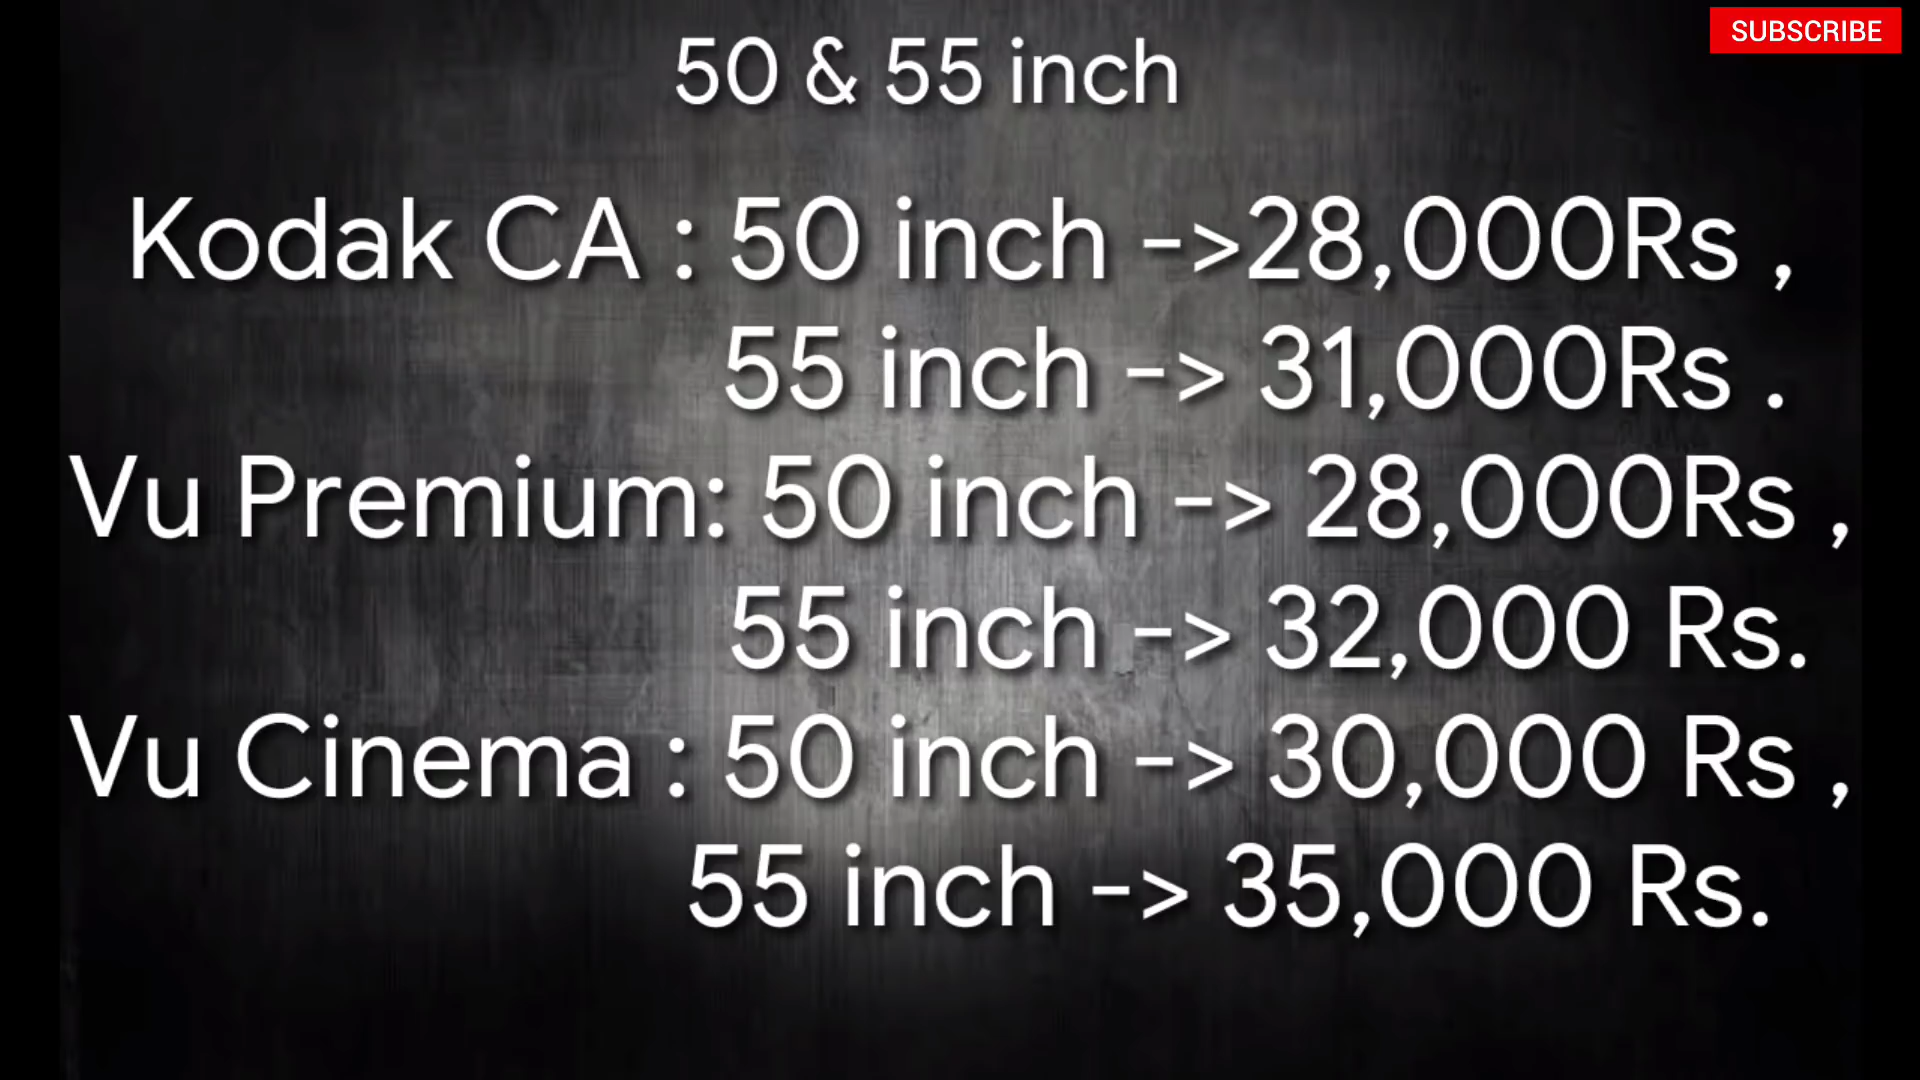 SUBSCRIBE
50 & 55 inch
Kodak CA : 50 inch ->28,000Rs ,
55 inch -> 31,000Rs .
Vu Premium: 50 inch -> 28,000Rs ,
55 inch -> 32,000 Rs.
Vu Cinema : 50 inch -> 30,000 Rs ,
55 inch -> 35,000 Rs.